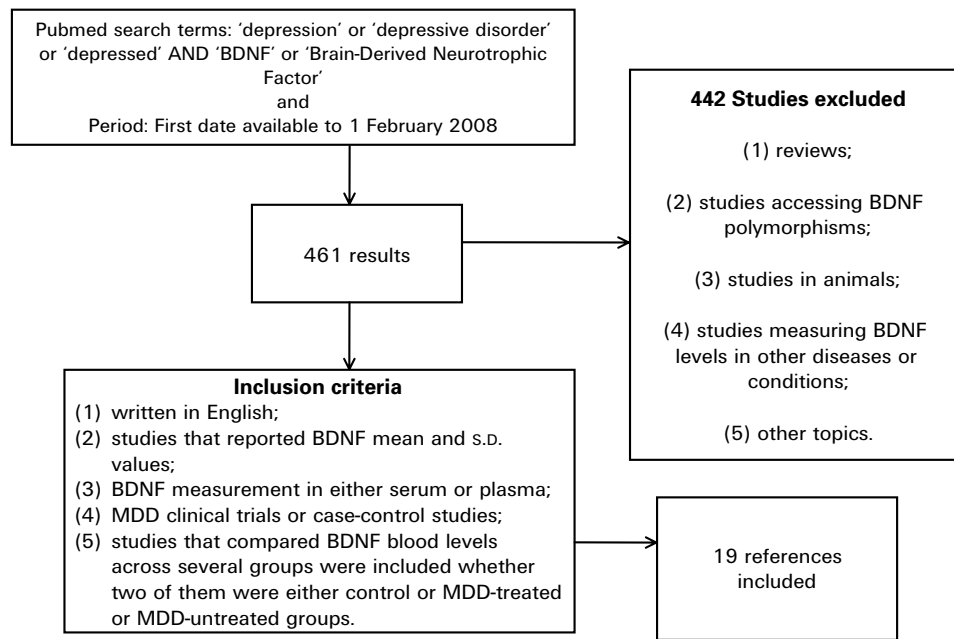 Pubmed search terms: ‘depression’ or ‘depressive disorder’
or ‘depressed’ AND ‘BDNF’ or ‘Brain-Derived Neurotrophic
Factor’
and
Period: First date available to 1 February 2008
461 results
442 Studies excluded
(1) reviews;
(2) studies accessing BDNF
polymorphisms;
(3) studies in animals;
(4) studies measuring BDNF
levels in other diseases or
conditions;
(5) other topics.
Inclusion criteria
(1) written in English;
(2) studies that reported BDNF mean and S.D.
values;
(3) BDNF measurement in either serum or plasma;
(4) MDD clinical trials or case-control studies;
(5) studies that compared BDNF blood levels
across several groups were included whether
two of them were either control or MDD-treated
or MDD-untreated groups.
19 references
included